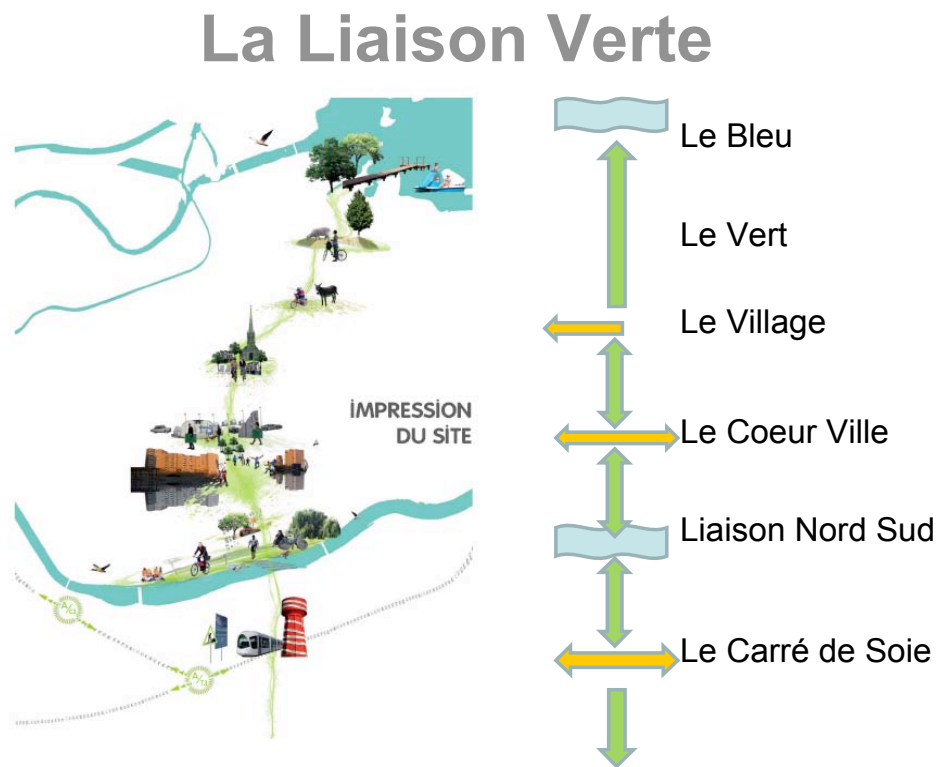 La Liaison Verte
Le Bleu
Le Vert
Le Village
IMPRESSION
DU SITE
Le Coeur Ville
Liaison Nord Sud
Le Carré de Soie